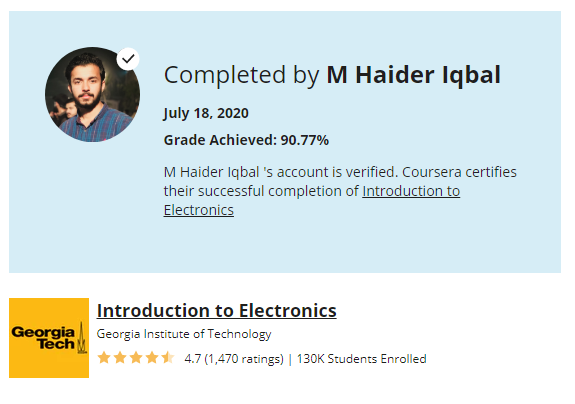 Completed by M Haider Iqbal
July 18, 2020
Grade Achieved: 90.77%
M Haider Iqbal 's account is verified. Coursera certifies
their successful completion of Introduction to
Electronics
Georgia
Tech
Introduction to Electronics
Georgia Institute of Technology
4.7 (1,470 ratings) | 130K Students Enrolled